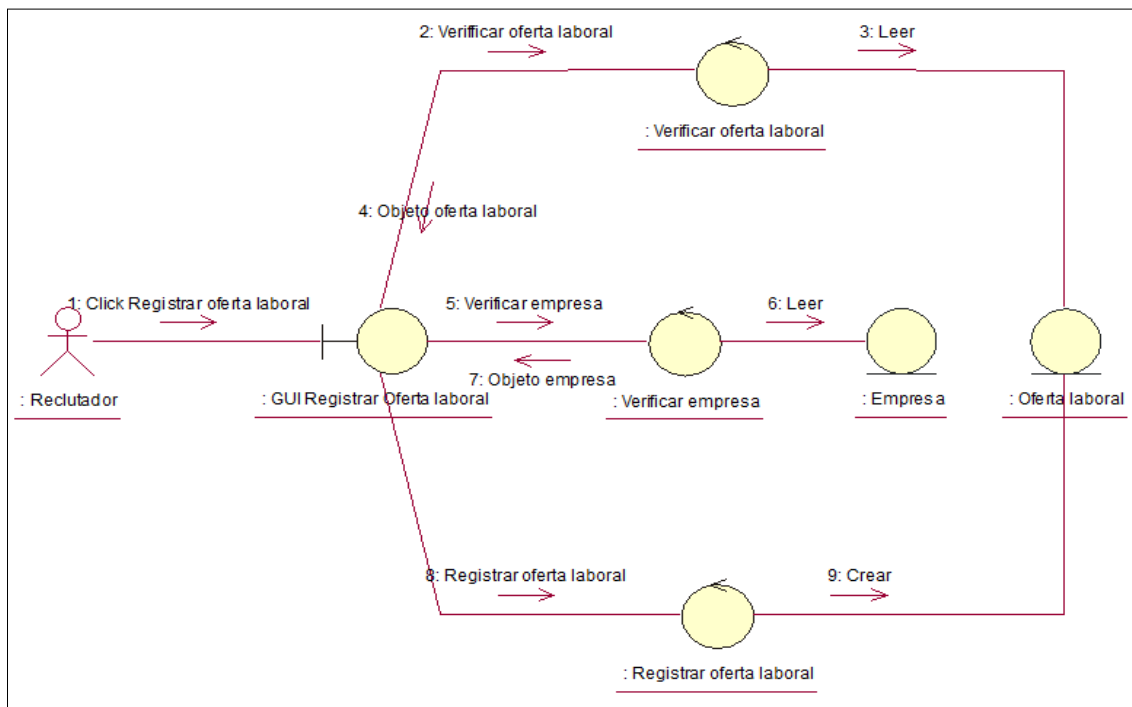 2: Veriificar oferta laboral
3: Leer
: Verificar oferta laboral
4: Objeto oferta laboral
1: Click Registrar oferta laboral
5: Verificar empresa
6: Leer
7: Objeto empresa
: Reclutador
: GUI Registrar Oferta laboral
: Verificar empresa
: Empresa
: Oferta laboral
8: Registrar oferta laboral
9: Crear
: Registrar oferta laboral